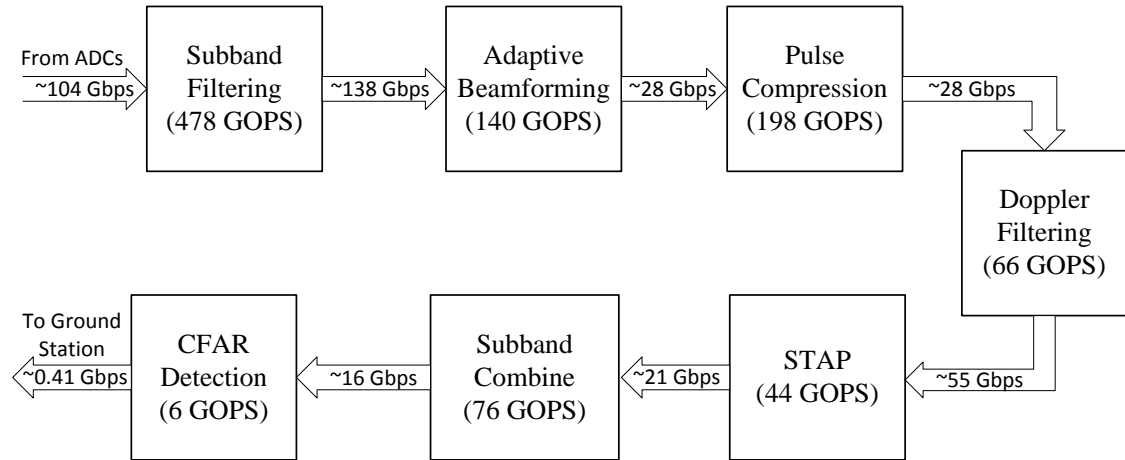 From ADCs
~104 Gbps
Subband
Filtering
(478 GOPS)
~138 Gbps
Adaptive
Beamforming
(140 GOPS)
~28 Gbps
Pulse
Compression
(198 GOPS)
~28 Gbps
Doppler
Filtering
(66 GOPS)
~55 Gbps
STAP
(44 GOPS)
~21 Gbps
Subband
Combine
(76 GOPS)
~16 Gbps
CFAR
Detection
(6 GOPS)
To Ground
Station
~0.41 Gbps